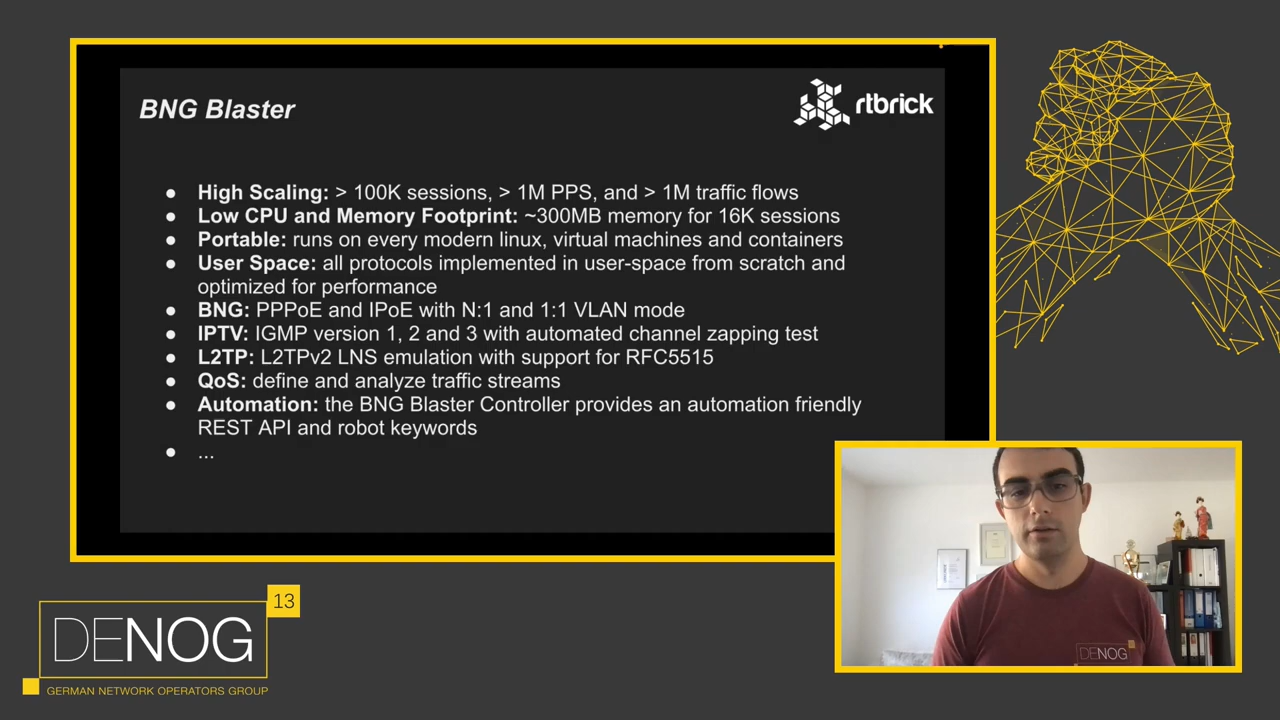 BNG Blaster
rtbrick
● High Scaling: > 100K sessions, > 1M PPS, and > 1M traffic flows
● Low CPU and Memory Footprint: ~300MB memory for 16K sessions
● Portable: runs on every modern linux, virtual machines and containers
● User Space: all protocols implemented in user-space from scratch and
optimized for performance
● BNG: PPPoE and IPoE with N:1 and 1:1 VLAN mode
● IPTV: IGMP version 1, 2 and 3 with automated channel zapping test
● L2TP: L2TPv2 LNS emulation with support for RFC5515
● QoS: define and analyze traffic streams
● Automation: the BNG Blaster Controller provides an automation friendly
REST API and robot keywords
● ...
13
DENOG
GERMAN NETWORK OPERATORS GROUP
DENOG